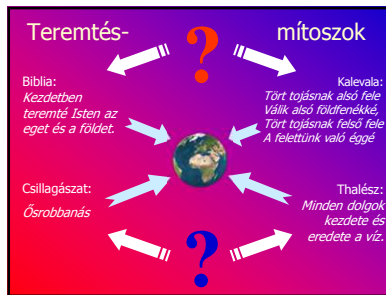 Teremtés- ? mítoszok
Biblia:
Kezdetben
teremté Isten az
eget és a földet.
Kalevala:
Tört tojásnak alsó fele
Válik alsó földfenékké,
Tört tojásnak felső fele
A felettünk való éggé
Csillagászat:
Ősrobbanás
Thalész:
Minden dolgok
kezdete és
eredete a víz.
?